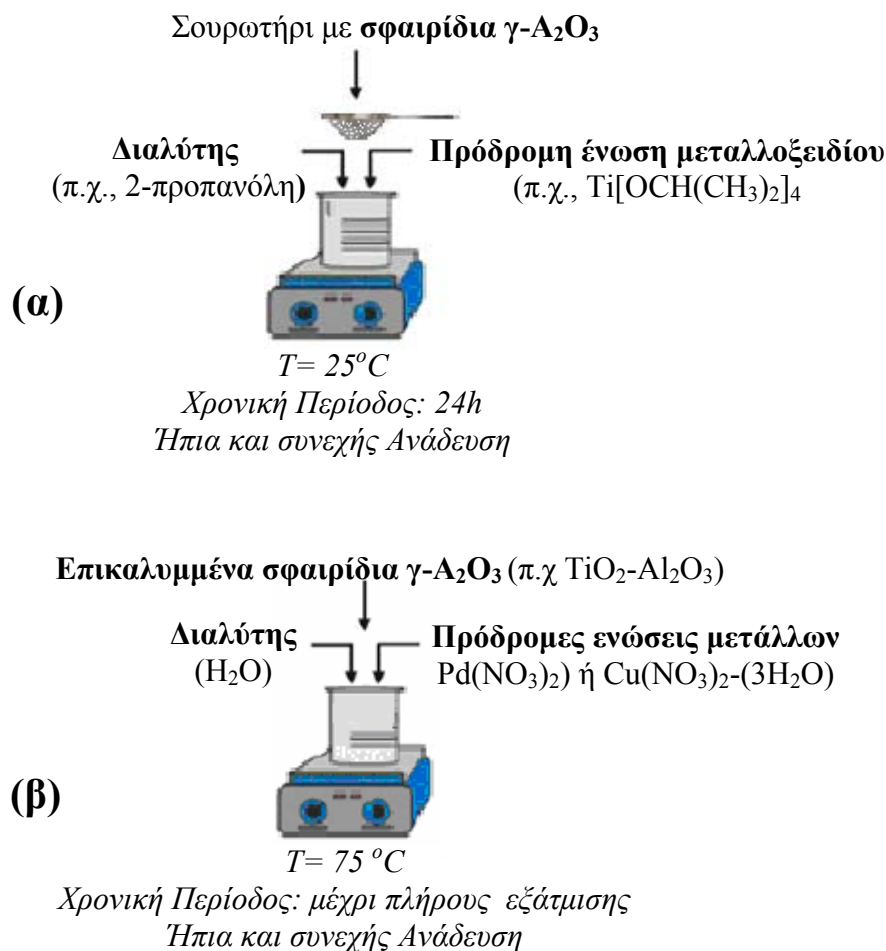 Σουρωτήρι με σφαιρίδια γ-A₂O₃
Διαλύτης
(π.χ., 2-προπανόλη)
Πρόδρομη ένωση μεταλλοξειδίου
(π.χ., Ti[OCH(CH₃)₂]₄
(α)
T= 25°C
Χρονική Περίοδος: 24h
Ήπια και συνεχής Ανάδευση
Επικαλυμμένα σφαιρίδια γ-A₂O₃ (π.χ TiO₂-Al₂O₃)
Διαλύτης
(H₂O)
Πρόδρομες ενώσεις μετάλλων
Pd(NO₃)₂) ή Cu(NO₃)₂-(3H₂O)
(β)
T= 75 °C
Χρονική Περίοδος: μέχρι πλήρους εξάτμισης
Ήπια και συνεχής Ανάδευση